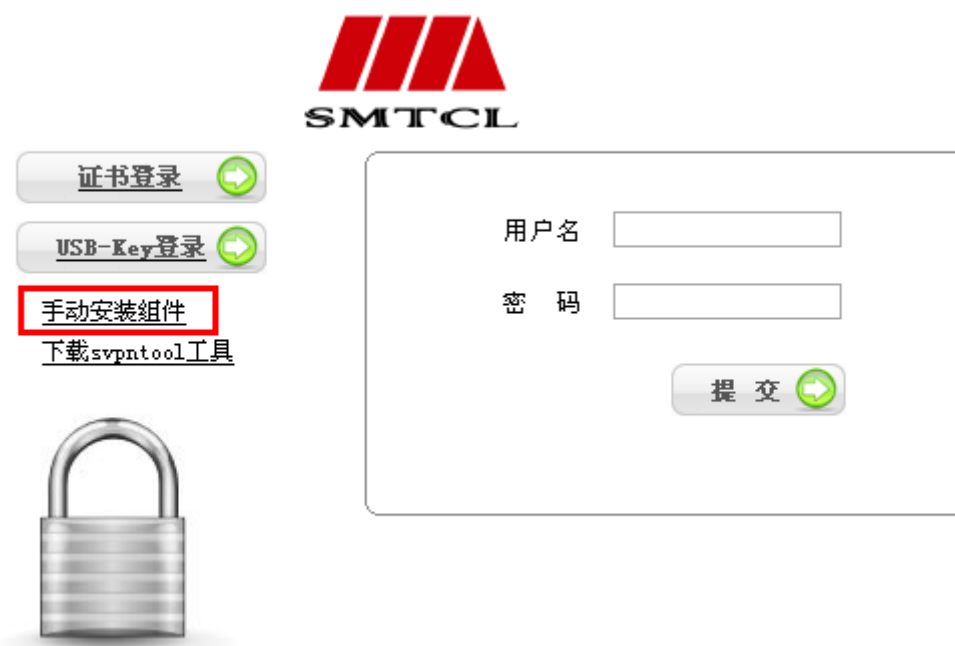 SMTCL
证书登录
USB-Key登录
手动安装组件
下载svpntool工具
用户名
密 码
提 交